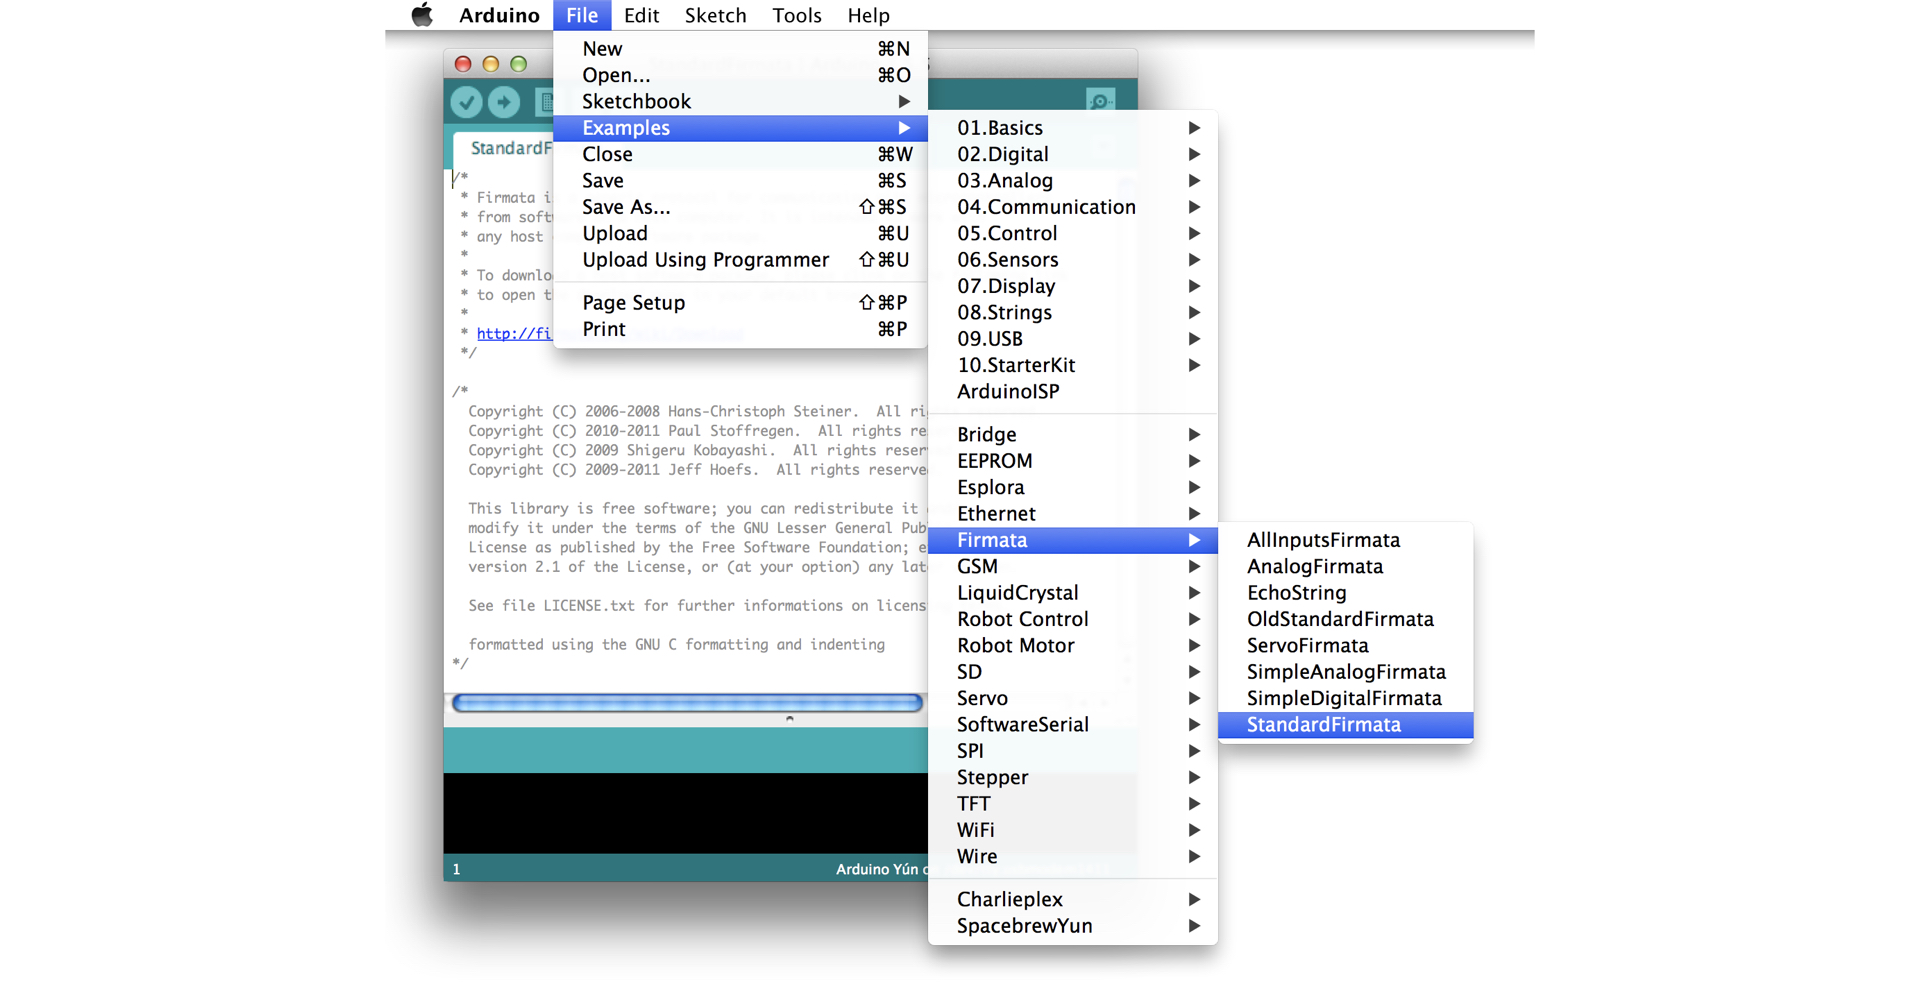 Arduino File Edit Sketch Tools Help
New ⌘N
Open... ⌘O
Sketchbook
Examples
Close ⌘W
Save ⌘S
Save As... ⇧⌘S
Upload ⌘U
Upload Using Programmer ⇧⌘U
Page Setup ⇧⌘P
Print ⌘P
01.Basics
02.Digital
03.Analog
04.Communication
05.Control
06.Sensors
07.Display
08.Strings
09.USB
10.StarterKit
ArduinoISP
Bridge
EEPROM
Esplora
Ethernet
Firmata
GSM
LiquidCrystal
Robot Control
Robot Motor
SD
Servo
SoftwareSerial
SPI
Stepper
TFT
WiFi
Wire
Charlieplex
SpacebrewYun
AllInputsFirmata
AnalogFirmata
EchoString
OldStandardFirmata
ServoFirmata
SimpleAnalogFirmata
SimpleDigitalFirmata
StandardFirmata
StandardF
/*
* Firmata i
* from softw
* any host
*
* To downlo
* to open th
*
* http://fi
*/
/*
Copyright (C) 2006-2008 Hans-Christoph Steiner. All ri
Copyright (C) 2010-2011 Paul Stoffregen. All rights re
Copyright (C) 2009 Shigeru Kobayashi. All rights reser
Copyright (C) 2009-2011 Jeff Hoefs. All rights reserve
This library is free software; you can redistribute it
modify it under the terms of the GNU Lesser General Pub
License as published by the Free Software Foundation; e
version 2.1 of the License, or (at your option) any lat
See file LICENSE.txt for further informations on licens
formatted using the GNU C formatting and indenting
*/
1 Arduino Yún o